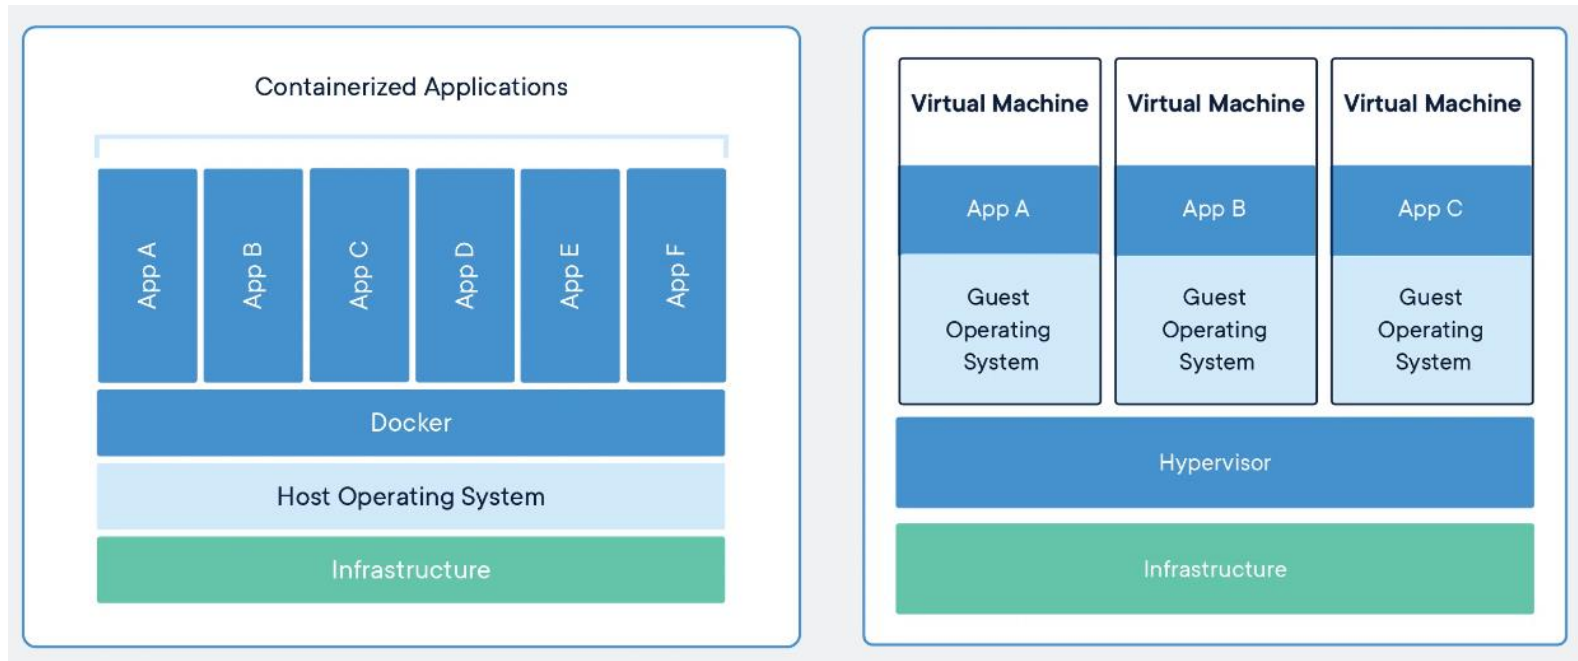 Containerized Applications
App A
App B
App C
App D
App E
App F
Docker
Host Operating System
Infrastructure
Virtual Machine
App A
Guest
Operating
System
Virtual Machine
App B
Guest
Operating
System
Virtual Machine
App C
Guest
Operating
System
Hypervisor
Infrastructure